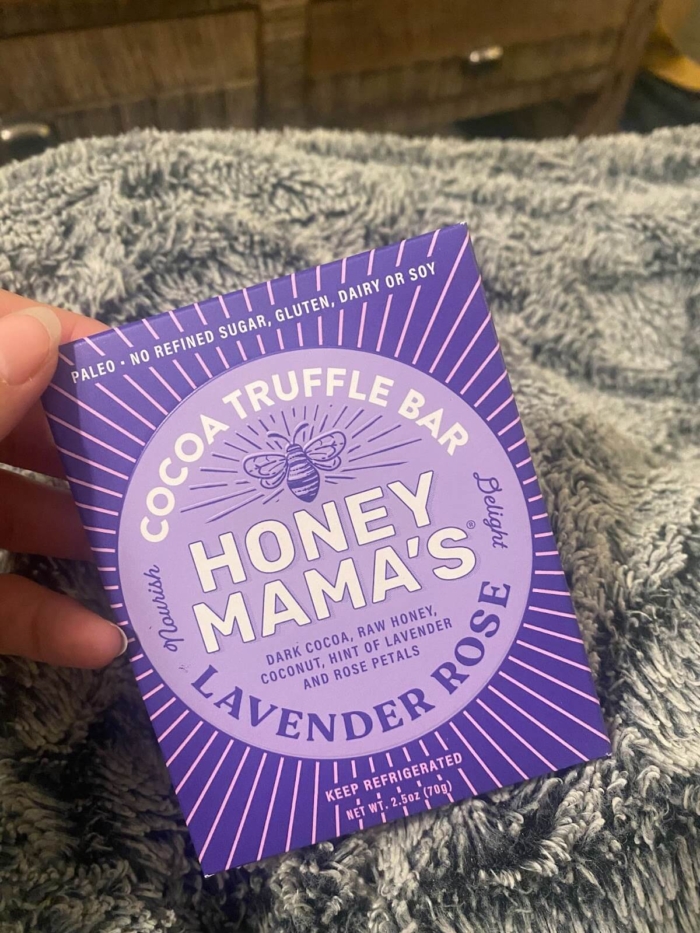 PALEO • NO REFINED SUGAR, GLUTEN, DAIRY OR SOY
COCOA TRUFFLE BAR
HONEY
MAMA'S®
Nourish
Delight
DARK COCOA, RAW HONEY,
COCONUT, HINT OF LAVENDER
AND ROSE PETALS
LAVENDER ROSE
KEEP REFRIGERATED
NET WT. 2.5oz (70g)